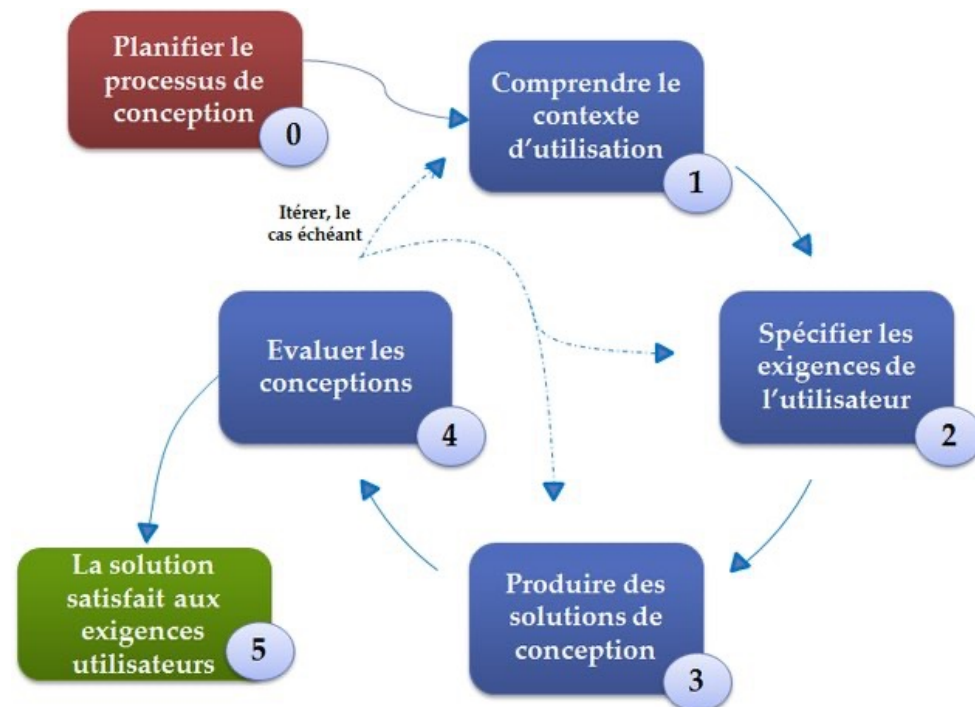 Planifier le
processus de
conception
0
Comprendre le
contexte
d’utilisation
1
Itérer, le
cas échéant
Spécifier les
exigences de
l’utilisateur
2
Evaluer les
conceptions
4
Produire des
solutions de
conception
3
La solution
satisfait aux
exigences
utilisateurs
5